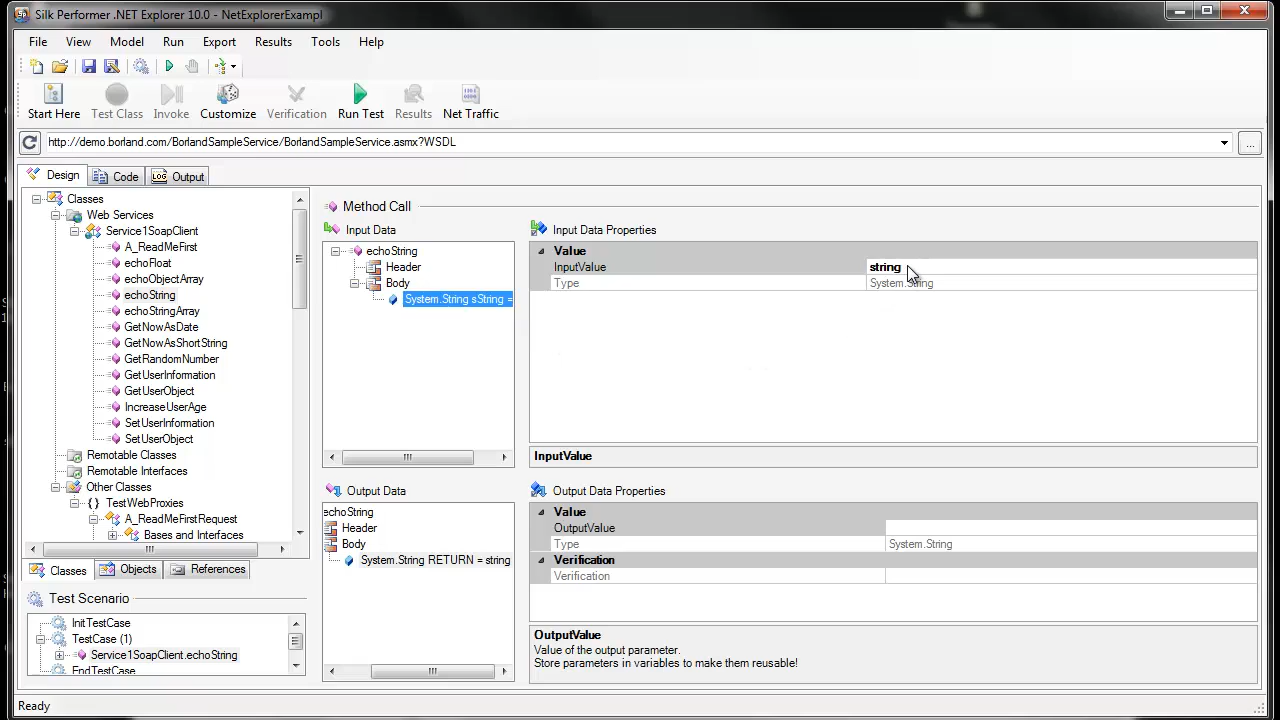 Silk Performer .NET Explorer 10.0 - NetExplorerExampl
File View Model Run Export Results Tools Help
Start Here Test Class Invoke Customize Verification Run Test Results Net Traffic
http://demo.borland.com/BorlandSampleService/BorlandSampleService.asmx?WSDL
...
Design Code LOG Output
Classes
Web Services
Service1SoapClient
A_ReadMeFirst
echoFloat
echoObjectArray
echoString
echoStringArray
GetNowAsDate
GetNowAsShortString
GetRandomNumber
GetUserInformation
GetUserObject
IncreaseUserAge
SetUserInformation
SetUserObject
Remotable Classes
Remotable Interfaces
Other Classes
{} TestWebProxies
A_ReadMeFirstRequest
Bases and Interfaces
Classes Objects References
Test Scenario
InitTestCase
TestCase (1)
Service1SoapClient.echoString
EndTestCase
Method Call
Input Data
echoString
Header
Body
System.String sString =
Input Data Properties
Value
InputValue string
Type System.String
InputValue
Output Data
echoString
Header
Body
System.String RETURN = string
Output Data Properties
Value
OutputValue
Type System.String
Verification
Verification
OutputValue
Value of the output parameter.
Store parameters in variables to make them reusable!
Ready